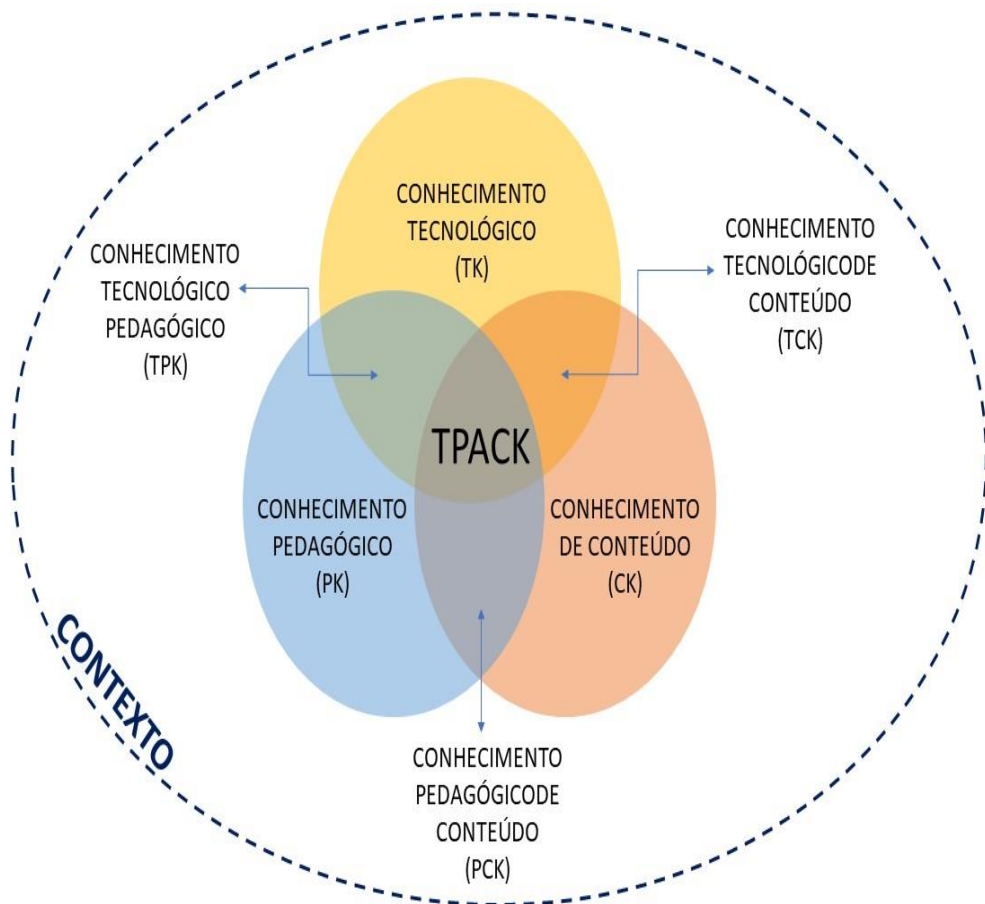 CONHECIMENTO
TECNOLÓGICO
(TK)
CONHECIMENTO
TECNOLÓGICO
PEDAGÓGICO
(TPK)
CONHECIMENTO
TECNOLÓGICODE
CONTEÚDO
(TCK)
TPACK
CONHECIMENTO
PEDAGÓGICO
(PK)
CONHECIMENTO
DE CONTEÚDO
(CK)
CONTEXTO
CONHECIMENTO
PEDAGÓGICODE
CONTEÚDO
(PCK)